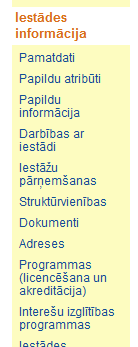 Iestādes
informācija
Pamatdati
Papildu atribūti
Papildu
informācija
Darbības ar
iestādi
Iestāžu
pārņemšanas
Struktūrvienības
Dokumenti
Adreses
Programmas
(licencēšana un
akreditācija)
Interešu izglītības
programmas
Iestādes